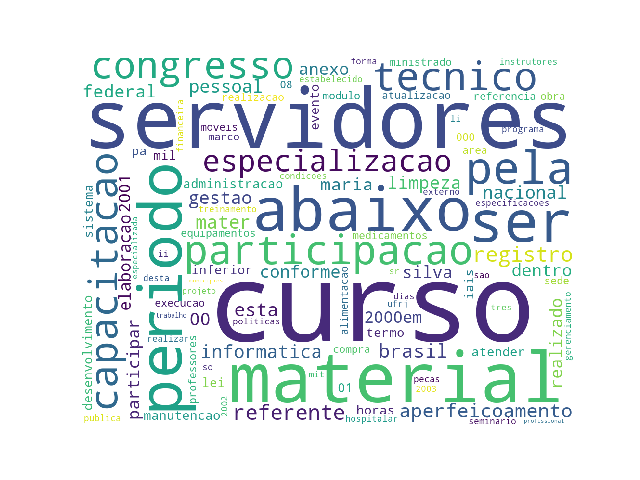 congresso
federal
pessoal
08
anexo
forma
ministrado
estabelecido
tecnico
instrutores
realizacao
evento
modulo
atualizacao
referencia
obra
servidores
financeira
moveis
marco
li
000
area
programa
pa
mil
especializacao
pela
condicoes
externo
administracao
maria
limpeza
nacional
gestao
treinamento
abaixo
ser
especificacoes
sistema
capacitacao
2001
elaboracao
especializada
periodo
mater
equipamentos
medicamentos
participacao
registro
ii
inferior
conforme
silva
dentro
desta
projeto
sr
iais
sao
sede
curso
execucao
00
esta
politicas
dias
ufrj
2000em
termo
tres
alimentacao
desenvolvimento
participar
trabalho
realizar
professores
informatica
compra
brasil
atender
realizado
gerenciamento
sc
lei
material
mit
01
pecas
2005
publica
manutencao
2002
referente
horas
hospitalar
aperfeicoamento
seminario
profissional